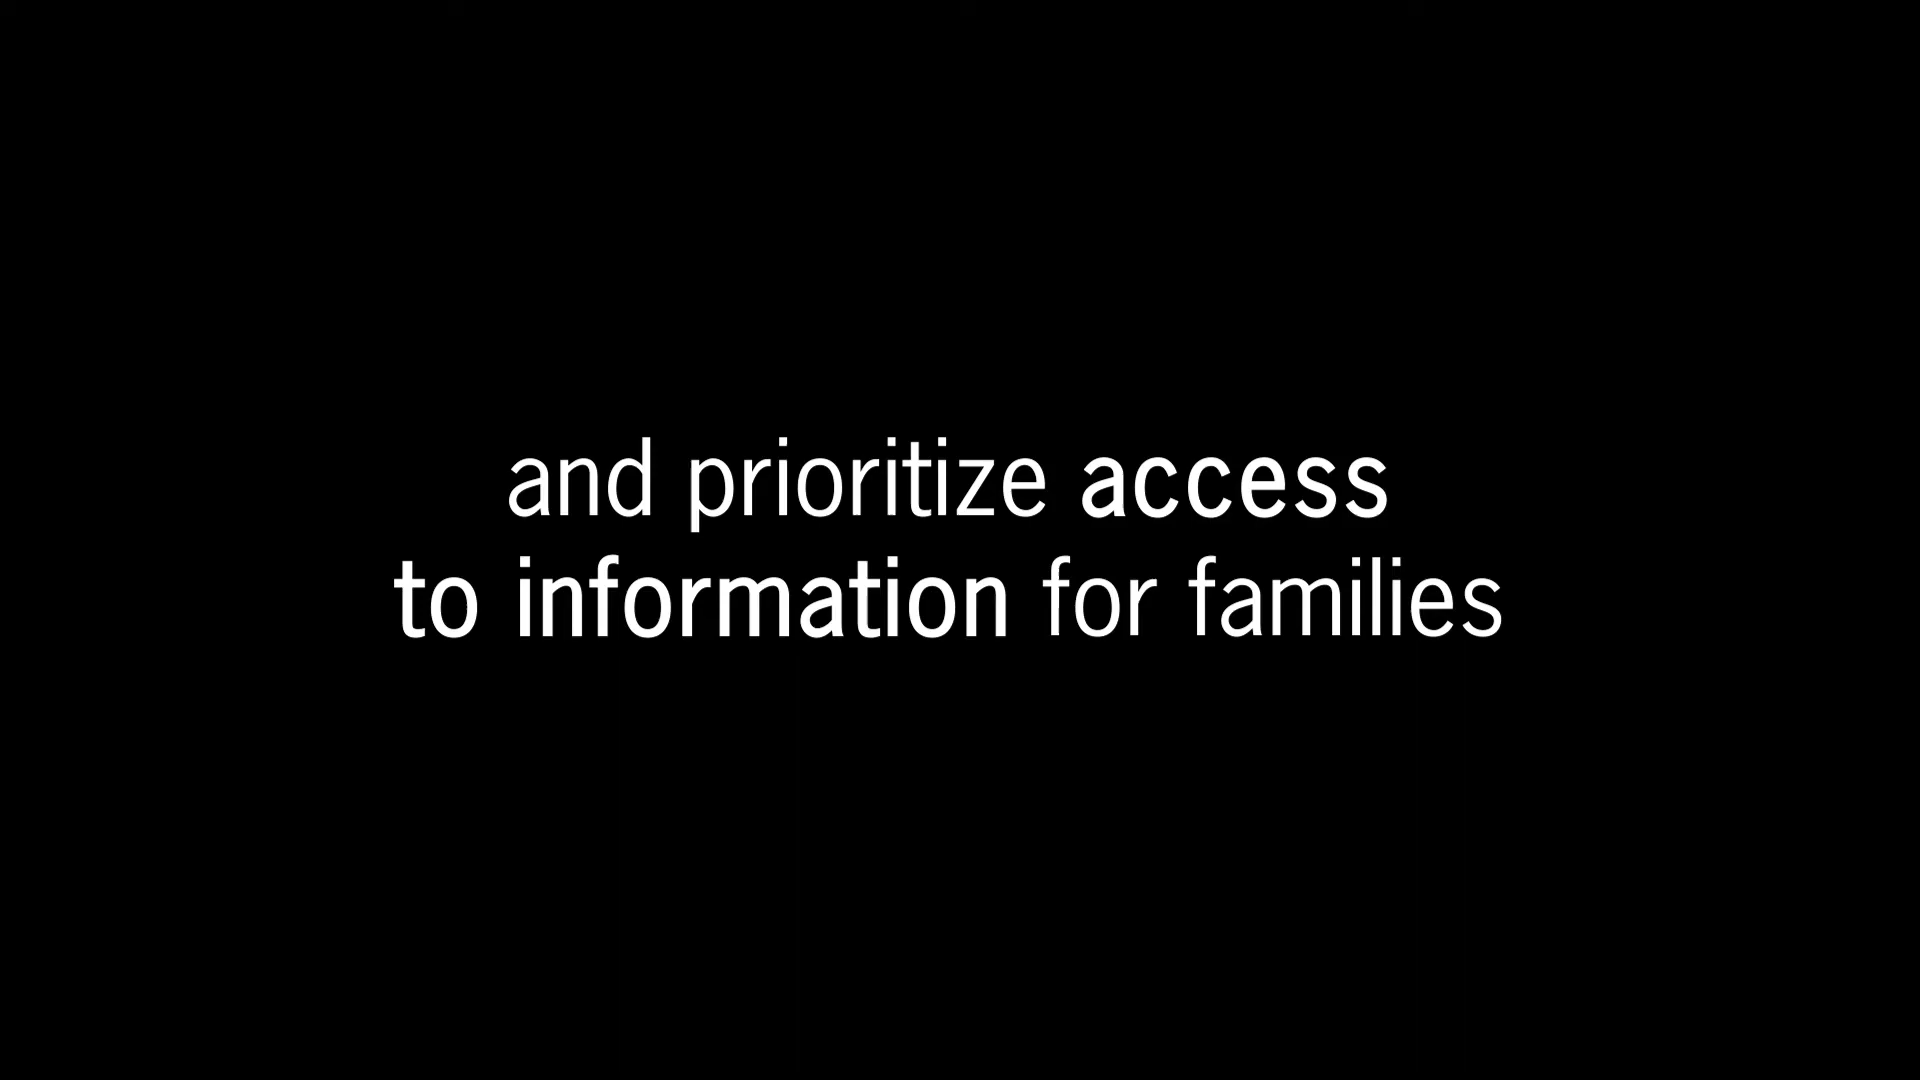 and prioritize access
to information for families